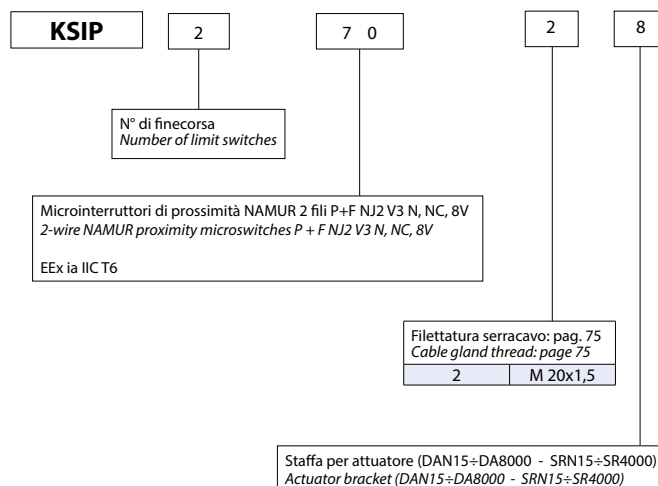 KSIP 2 7 0 2 8
N° di finecorsa
Number of limit switches
Microinterruttori di prossimità NAMUR 2 fili P+F NJ2 V3 N, NC, 8V
2-wire NAMUR proximity microswitches P + F NJ2 V3 N, NC, 8V
EEx ia IIC T6
Filettatura serracavo: pag. 75
Cable gland thread: page 75
2 M 20x1,5
Staffa per attuatore (DAN15÷DA8000 - SRN15÷SR4000)
Actuator bracket (DAN15÷DA8000 - SRN15÷SR4000)